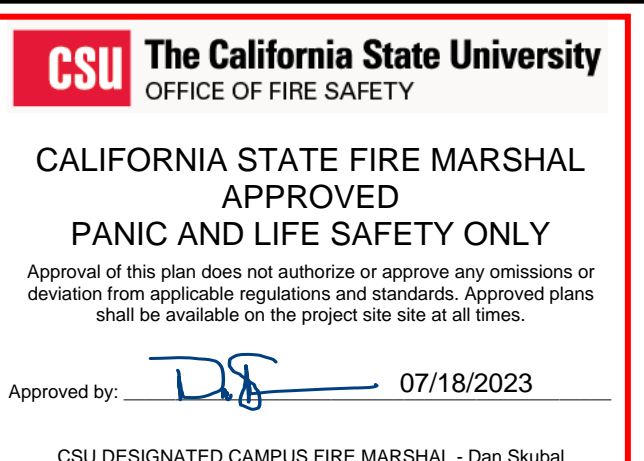 CSU The California State University
OFFICE OF FIRE SAFETY
CALIFORNIA STATE FIRE MARSHAL
APPROVED
PANIC AND LIFE SAFETY ONLY
Approval of this plan does not authorize or approve any omissions or
deviation from applicable regulations and standards. Approved plans
shall be available on the project site site at all times.
Approved by: 07/18/2023
CSU DESIGNATED CAMPUS FIRE MARSHAL - Dan Skubal